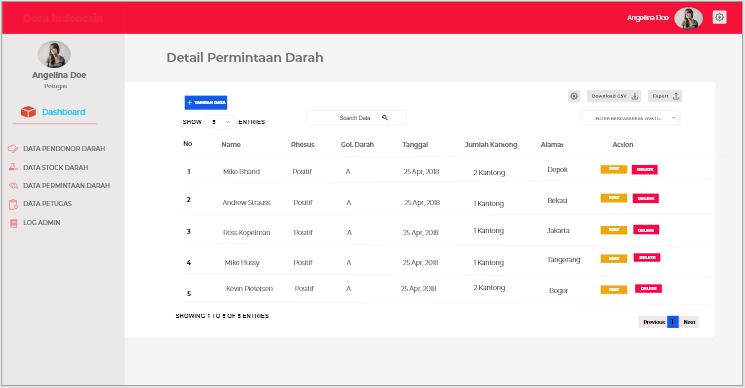 Dora Indonesia
Angelina Doe
Angelina Doe
Petugas
Dashboard
DATA PENDONOR DARAH
DATA STOCK DARAH
DATA PERMINTAAN DARAH
DATA PETUGAS
LOG ADMIN
Detail Permintaan Darah
+ TAMBAH DATA
Download CSV
Export
SHOW 5 ENTRIES
Search Data
FILTER BERDASARKAN WAKTU
No Name Rhesus Gol. Darah Tanggal Jumlah Kantong Alamat Action
1 Mike Bhand Positif A 25 Apr, 2018 2 Kantong Depok EDIT DELETE
2 Andrew Strauss Positif A 25 Apr, 2018 1 Kantong Bekasi EDIT DELETE
3 Ross Kopelman Positif A 25 Apr, 2018 1 Kantong Jakarta EDIT DELETE
4 Mike Hussy Positif A 25 Apr, 2018 1 Kantong Tangerang EDIT DELETE
5 Kevin Pietersen Positif A 25 Apr, 2018 2 Kantong Bogor EDIT DELETE
SHOWING 1 TO 5 OF 5 ENTRIES
Previous 1 Next